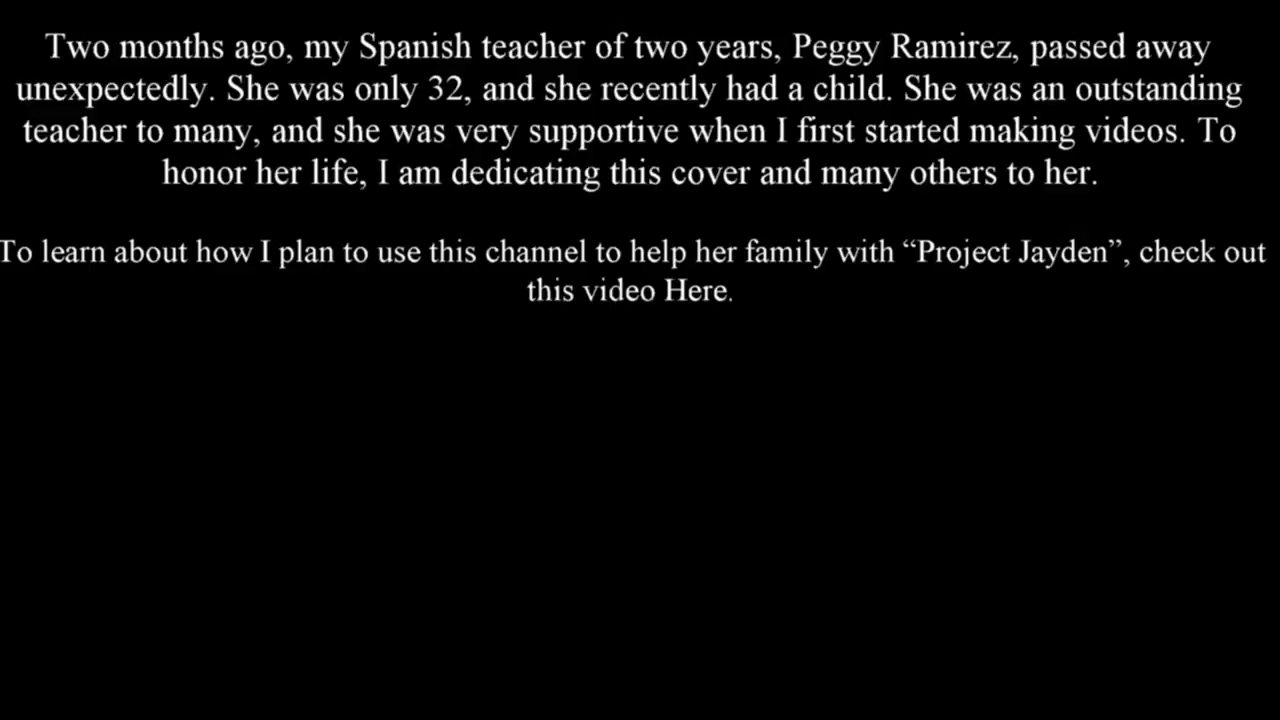 Two months ago, my Spanish teacher of two years, Peggy Ramirez, passed away
unexpectedly. She was only 32, and she recently had a child. She was an outstanding
teacher to many, and she was very supportive when I first started making videos. To
honor her life, I am dedicating this cover and many others to her.
To learn about how I plan to use this channel to help her family with “Project Jayden”, check out
this video Here.